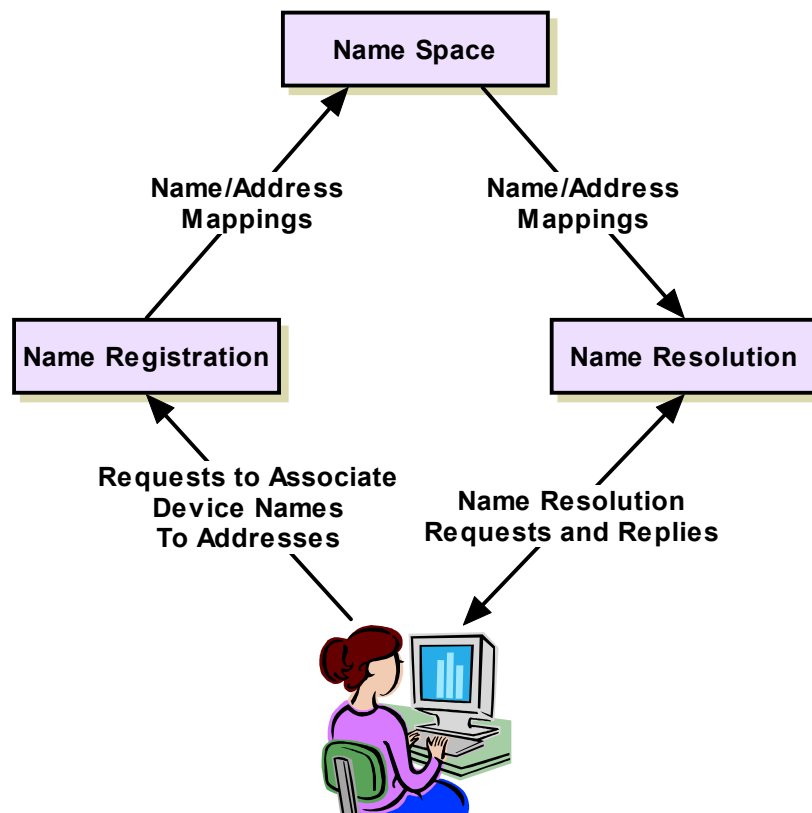 Name Space
Name/Address
Mappings
Name/Address
Mappings
Name Registration
Name Resolution
Requests to Associate
Device Names
To Addresses
Name Resolution
Requests and Replies